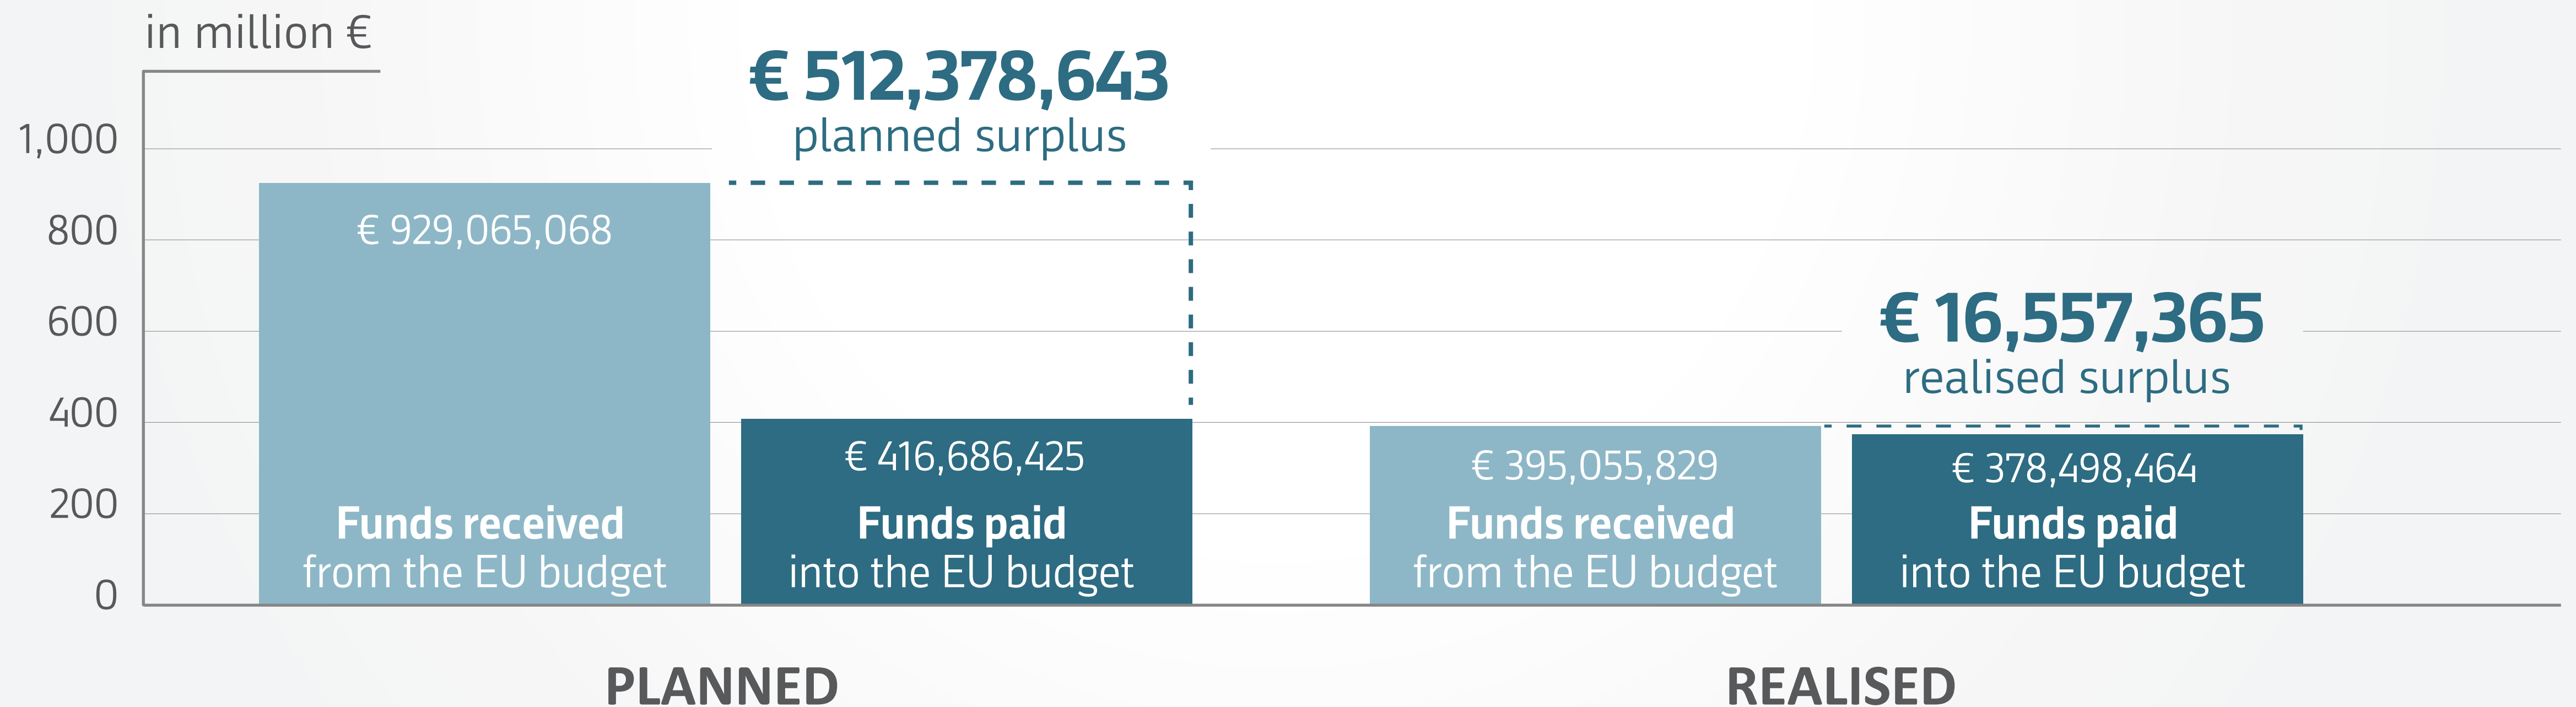 in million €
1,000
800
600
400
200
0
€ 512,378,643
planned surplus
€ 929,065,068
Funds received
from the EU budget
€ 416,686,425
Funds paid
into the EU budget
€ 16,557,365
realised surplus
€ 395,055,829
Funds received
from the EU budget
€ 378,498,464
Funds paid
into the EU budget
PLANNED
REALISED